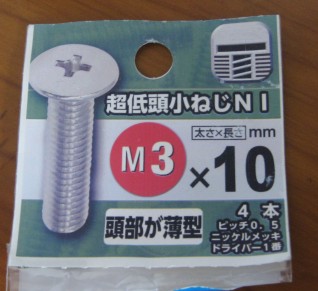 超低頭小ねじNI
太さ×長さ mm
M3×10
頭部が薄型
4本
ピッチ0.5
ニッケルメッキ
ドライバー1番